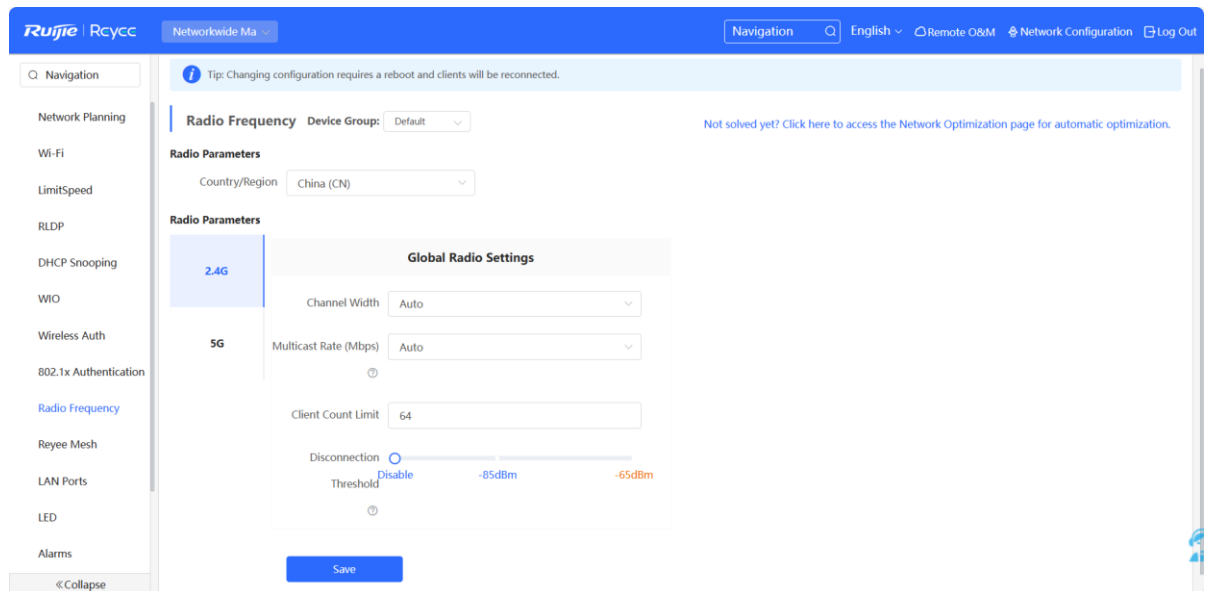 Ruijie | Reyee Networkwide Ma Navigation English Remote O&M Network Configuration Log Out
Navigation
Tip: Changing configuration requires a reboot and clients will be reconnected.
Network Planning
Wi-Fi
LimitSpeed
RLDP
DHCP Snooping
WIO
Wireless Auth
802.1x Authentication
Radio Frequency
Reyee Mesh
LAN Ports
LED
Alarms
«Collapse
Radio Frequency Device Group: Default
Not solved yet? Click here to access the Network Optimization page for automatic optimization.
Radio Parameters
Country/Region China (CN)
Radio Parameters
2.4G
5G
Global Radio Settings
Channel Width Auto
Multicast Rate (Mbps) Auto
Client Count Limit 64
Disconnection
Threshold
Disable -85dBm -65dBm
Save